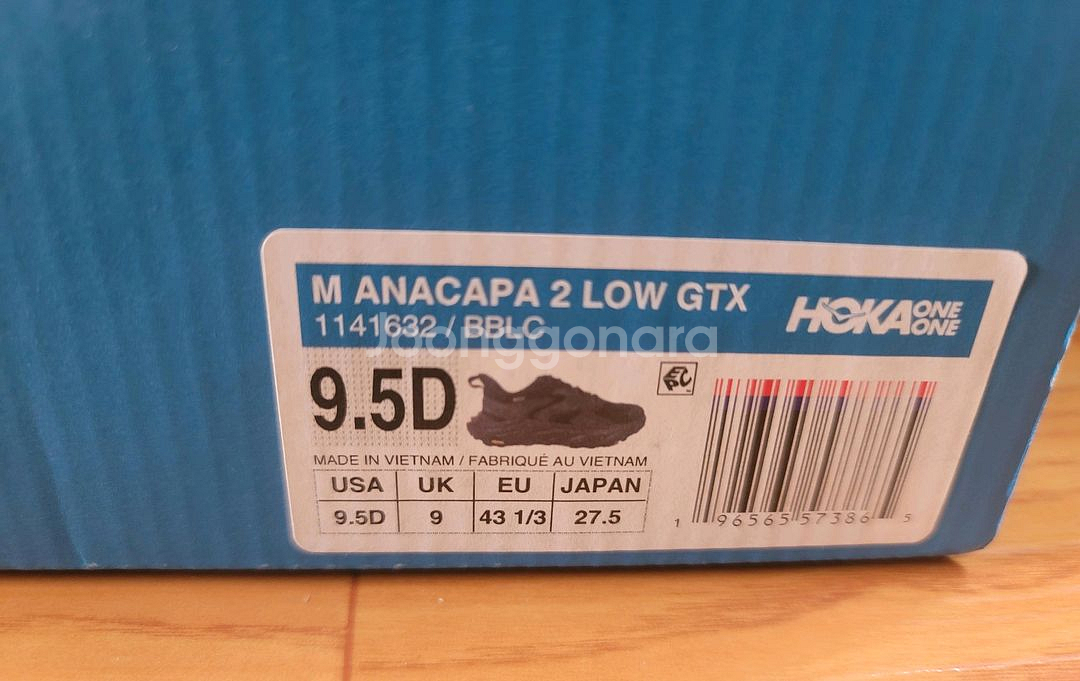 M ANACAPA 2 LOW GTX
HOKA ONE ONE
1141632 / BBLC
Joonggonara
9.5D
EPC
MADE IN VIETNAM / FABRIQUÉ AU VIETNAM
USA UK EU JAPAN
9.5D 9 43 1/3 27.5
1 96565 57386 5